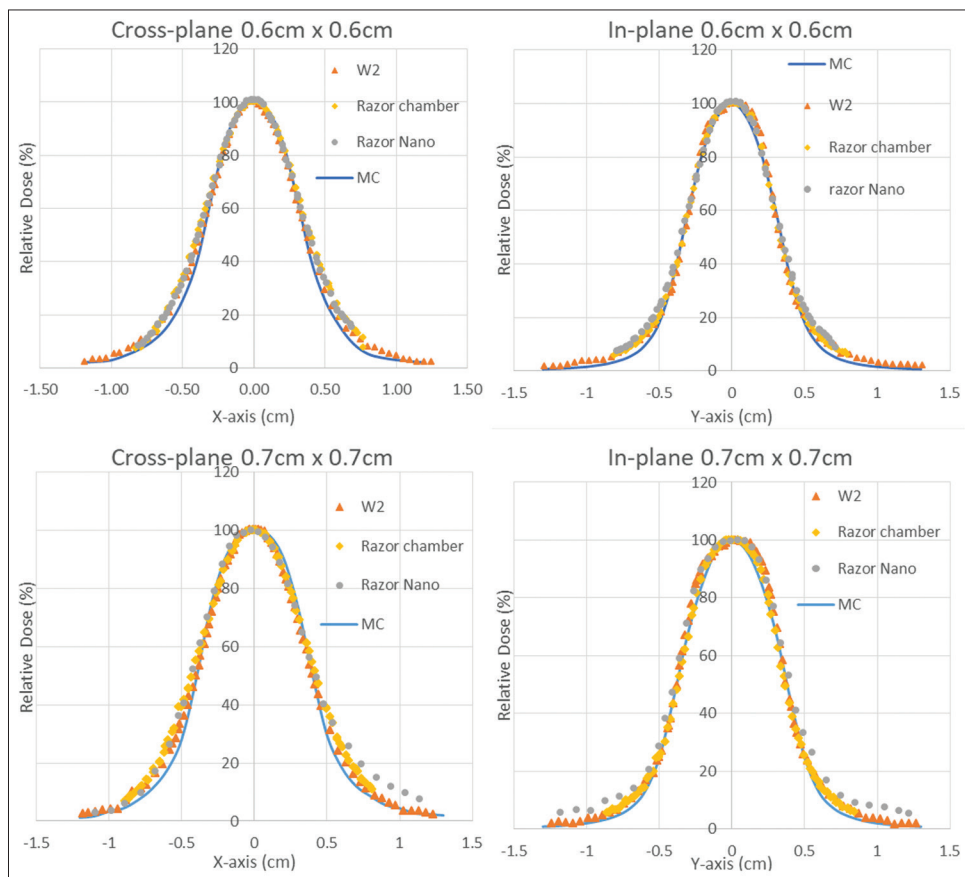 Cross-plane 0.6cm x 0.6cm
120
100
80
60
40
20
0
-1.50
-1.00
-0.50
0.00
0.50
1.00
1.50
Relative Dose (%)
X-axis (cm)
W2
Razor chamber
Razor Nano
MC
In-plane 0.6cm x 0.6cm
120
100
80
60
40
20
0
-1.5
-1
-0.5
0
0.5
1
1.5
Relative Dose (%)
Y-axis (cm)
MC
W2
Razor chamber
razor Nano
Cross-plane 0.7cm x 0.7cm
120
100
80
60
40
20
0
-1.5
-1
-0.5
0
0.5
1
1.5
Relative Dose (%)
X-axis (cm)
W2
Razor chamber
Razor Nano
MC
In-plane 0.7cm x 0.7cm
120
100
80
60
40
20
0
-1.5
-1
-0.5
0
0.5
1
1.5
Relative Dose (%)
Y-axis (cm)
W2
Razor chamber
Razor Nano
MC